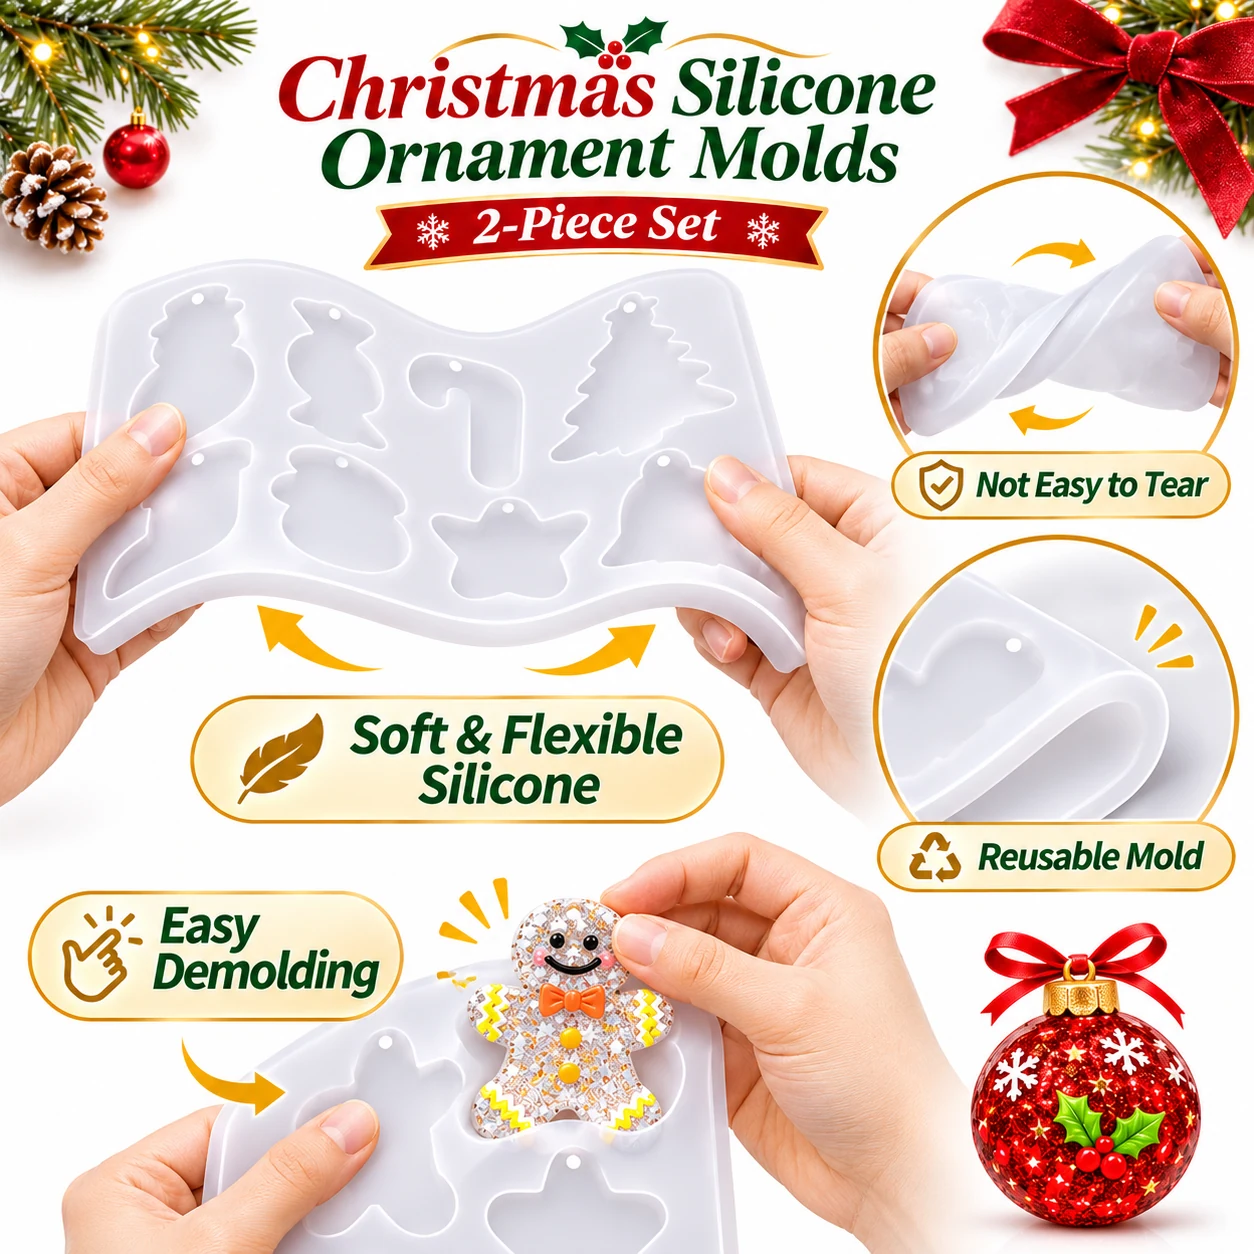 Christmas Silicone
Ornament Molds
2-Piece Set
Not Easy to Tear
Soft & Flexible
Silicone
Reusable Mold
Easy
Demolding